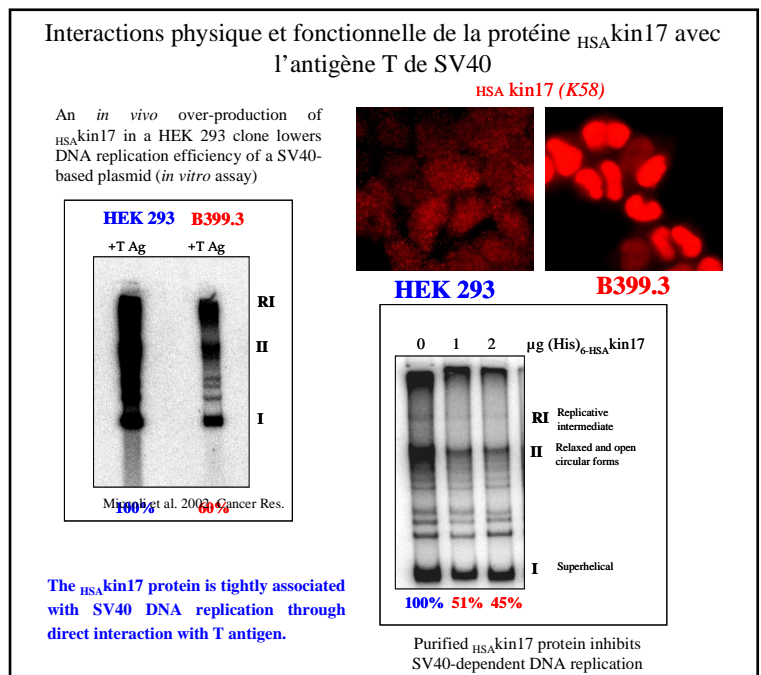 Interactions physique et fonctionnelle de la protéine HSAkin17 avec
l'antigène T de SV40
HSA kin17 (K58)
An in vivo over-production of
HSAkin17 in a HEK 293 clone lowers
DNA replication efficiency of a SV40-
based plasmid (in vitro assay)
HEK 293 B399.3
+T Ag +T Ag
RI
II
I
et al. 2002 Cancer Res.
100% 60%
HEK 293 B399.3
0 1 2 µg (His)6-HSAkin17
RI Replicative
intermediate
II Relaxed and open
circular forms
I Superhelical
100% 51% 45%
The HSAkin17 protein is tightly associated
with SV40 DNA replication through
direct interaction with T antigen.
Purified HSAkin17 protein inhibits
SV40-dependent DNA replication